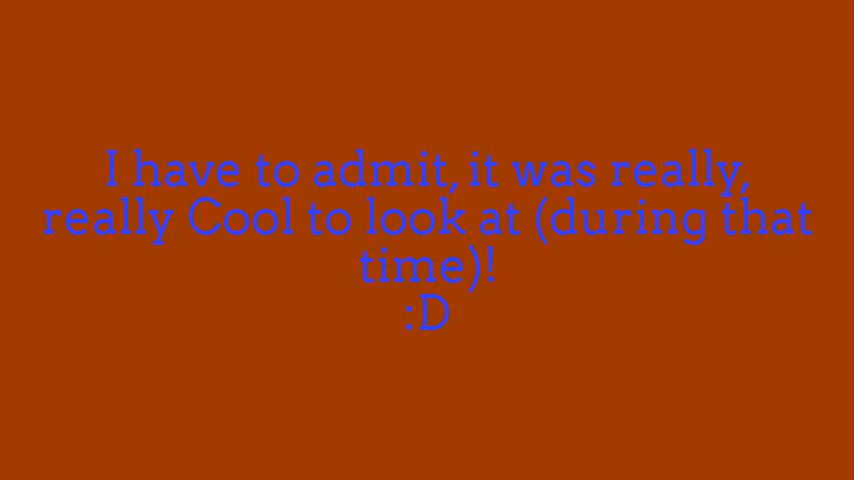 I have to admit, it was really,
really Cool to look at (during that
time)!
:D